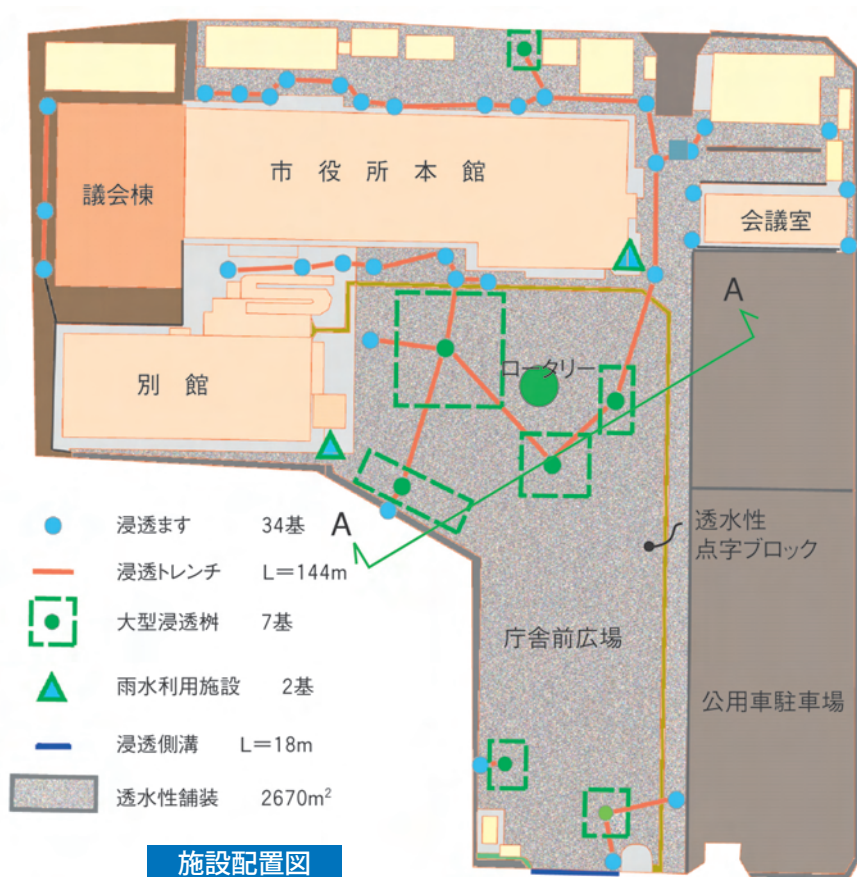 市役所本館
議会棟
会議室
A
ロータリー
別館
A
透水性
点字ブロック
庁舎前広場
公用車駐車場
浸透ます 34基
浸透トレンチ L=144m
大型浸透桝 7基
雨水利用施設 2基
浸透側溝 L=18m
透水性舗装 2670m²
施設配置図